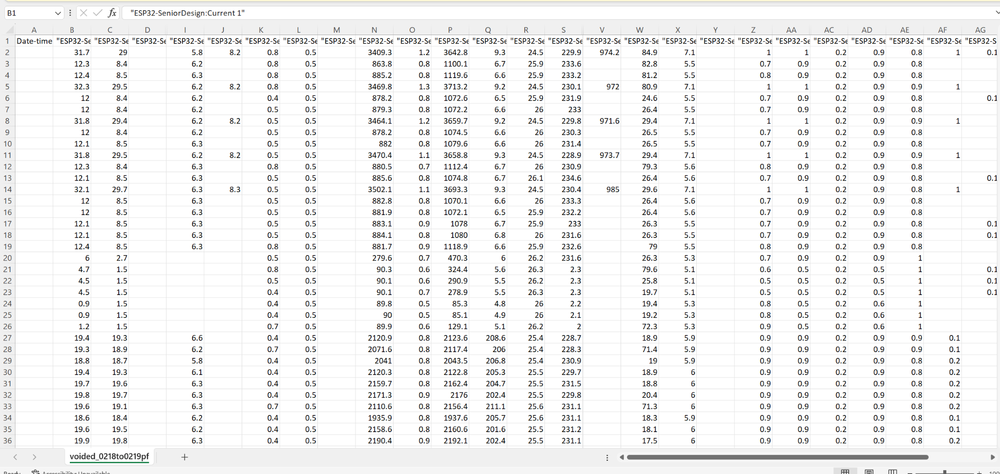 B1 fx "ESP32-SeniorDesign:Current 1"
A B C D I J K L M N O P Q R S V W X Y Z AA AC AD AE AF AG
1 Date-time "ESP32-Se "ESP32-Se "ESP32-Se "ESP32-Se "ESP32-Se "ESP32-Se "ESP32-Se "ESP32-Se "ESP32-Se "ESP32-Se "ESP32-Se "ESP32-Se "ESP32-Se "ESP32-Se "ESP32-Se "ESP32-Se "ESP32-Se "ESP32-Se "ESP32-Se "ESP32-Se "ESP32-Se "ESP32-Se "ESP32-Se "ESP32-Se "ESP32-S
2 31.7 29 5.8 8.2 0.8 0.5 3409.3 1.2 3642.8 9.3 24.5 229.9 974.2 84.9 7.1 1 1 0.2 0.9 0.8 1 0.1
3 12.3 8.4 6.2 0.8 0.5 863.8 0.8 1100.1 6.7 25.9 233.6 82.8 5.5 0.7 0.9 0.2 0.9 0.8
4 12.4 8.5 6.3 0.8 0.5 885.2 0.8 1119.6 6.6 25.9 233.2 81.2 5.5 0.8 0.9 0.2 0.9 0.8
5 32.3 29.5 6.2 8.2 0.8 0.5 3469.8 1.3 3713.2 9.2 24.5 230.1 972 80.9 7.1 1 1 0.2 0.9 0.9 1
6 12 8.4 6.2 0.4 0.5 878.2 0.8 1072.6 6.5 25.9 231.9 24.6 5.5 0.7 0.9 0.2 0.9 0.8 0.1
7 12 8.4 6.2 0.5 0.5 879.3 0.8 1072.2 6.6 26 233 26.4 5.5 0.7 0.9 0.2 0.9 0.8
8 31.8 29.4 6.2 8.2 0.5 0.5 3464.1 1.2 3659.7 9.2 24.5 229.8 971.6 29.4 7.1 1 1 0.2 0.9 0.9 1
9 12 8.4 6.2 0.5 0.5 878.2 0.8 1074.5 6.6 26 230.3 26.5 5.5 0.7 0.9 0.2 0.9 0.8
10 12.1 8.5 6.3 0.5 0.5 882 0.8 1079.6 6.6 26 231.4 26.5 5.5 0.7 0.9 0.2 0.9 0.8
11 31.8 29.5 6.2 8.2 0.5 0.5 3470.4 1.1 3658.8 9.3 24.5 228.9 973.7 29.4 7.1 1 1 0.2 0.9 0.9 1
12 12.3 8.4 6.3 0.8 0.5 880.5 0.7 1112.4 6.7 26 230.9 79.3 5.6 0.8 0.9 0.2 0.9 0.8
13 12.1 8.5 6.3 0.5 0.5 885.6 0.8 1074.8 6.7 26.1 234.6 26.4 5.6 0.7 0.9 0.2 0.9 0.8 0.1
14 32.1 29.7 6.3 8.3 0.5 0.5 3502.1 1.1 3693.3 9.3 24.5 230.4 985 29.6 7.1 1 1 0.2 0.9 0.8 1
15 12 8.5 6.3 0.5 0.5 882.8 0.8 1070.1 6.6 26 233.3 26.4 5.6 0.7 0.9 0.2 0.9 0.8
16 12 8.5 6.3 0.5 0.5 881.9 0.8 1072.1 6.5 25.9 232.2 26.4 5.6 0.7 0.9 0.2 0.9 0.8
17 12.1 8.5 6.3 0.5 0.5 883.1 0.9 1078 6.7 25.9 233 26.3 5.5 0.7 0.9 0.2 0.9 0.8 0.1
18 12.1 8.5 6.3 0.5 0.5 884.1 0.8 1080 6.8 26 231.6 26.3 5.5 0.7 0.9 0.2 0.9 0.8 0.1
19 12.4 8.5 6.3 0.8 0.5 881.7 0.9 1118.9 6.6 25.9 232.6 79 5.5 0.8 0.9 0.2 0.9 0.8
20 6 2.7 0.5 0.5 279.6 0.7 470.3 6 26.2 231.6 26.3 5.3 0.7 0.9 0.2 0.9 1
21 4.7 1.5 0.8 0.5 90.3 0.6 324.4 5.6 26.3 2.3 79.6 5.1 0.6 0.5 0.2 0.5 1 0.1
22 4.5 1.5 0.5 0.5 90.1 0.6 290.9 5.5 26.2 2.3 25.8 5.1 0.5 0.5 0.2 0.5 1 0.1
23 4.5 1.5 0.4 0.5 90.1 0.7 278.9 5.5 26.3 2.3 19.7 5.1 0.5 0.5 0.2 0.5 1 0.1
24 0.9 1.5 0.4 0.5 89.8 0.5 85.3 4.8 26 2.2 19.4 5.3 0.8 0.5 0.2 0.6 1
25 0.9 1.5 0.4 0.5 90 0.5 85.1 4.9 26 2.1 19.2 5.3 0.8 0.5 0.2 0.6 1
26 1.2 1.5 0.7 0.5 89.9 0.6 129.1 5.1 26.2 2 72.3 5.3 0.9 0.5 0.2 0.6 1
27 19.4 19.3 6.6 0.4 0.5 2120.9 0.8 2123.6 208.6 25.4 228.7 18.9 5.9 0.9 0.9 0.2 0.9 0.9 0.1
28 19.3 18.9 6.2 0.7 0.5 2071.6 0.8 2117.4 206 25.4 228.3 71.4 5.9 0.9 0.9 0.2 0.9 0.9 0.1
29 18.8 18.7 5.8 0.4 0.5 2041 0.8 2043.5 206.8 25.4 230.9 19 5.9 0.9 0.9 0.2 0.9 0.8 0.2
30 19.4 19.3 6.1 0.4 0.5 2120.3 0.8 2122.8 205.3 25.5 229.7 18.9 6 0.9 0.9 0.2 0.9 0.8 0.2
31 19.7 19.6 6.3 0.4 0.5 2159.7 0.8 2162.4 204.7 25.5 231.5 18.8 6 0.9 0.9 0.2 0.9 0.8 0.2
32 19.8 19.7 6.3 0.4 0.5 2171.3 0.9 2176 202.4 25.5 229.8 20.4 6 0.9 0.9 0.2 0.9 0.8 0.2
33 19.6 19.1 6.3 0.7 0.5 2110.6 0.8 2156.4 211.1 25.6 231.1 71.3 6 0.9 0.9 0.2 0.9 0.8 0.2
34 18.6 18.4 6.2 0.4 0.5 1935.9 0.8 1937.6 205.7 25.6 231.1 18.3 5.9 0.9 0.9 0.2 0.9 0.8 0.1
35 19.6 19.5 6.2 0.4 0.5 2158.6 0.8 2160.6 201.6 25.5 231.2 18.1 6 0.9 0.9 0.2 0.9 0.8 0.1
36 19.9 19.8 6.3 0.4 0.5 2190.4 0.9 2192.1 202.4 25.5 231.1 17.5 6 0.9 0.9 0.2 0.9 0.8 0.2
voided_0218to0219pf
Ready Accessibility: Unavailable